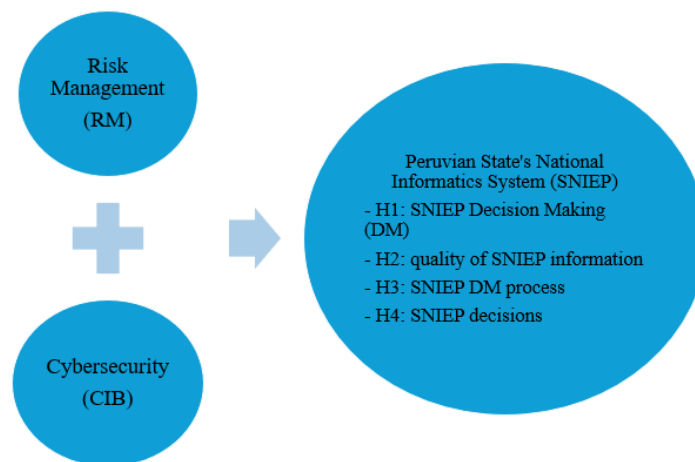 Risk
Management
(RM)
Cybersecurity
(CIB)
Peruvian State's National
Informatics System (SNIEP)
- H1: SNIEP Decision Making
(DM)
- H2: quality of SNIEP information
- H3: SNIEP DM process
- H4: SNIEP decisions